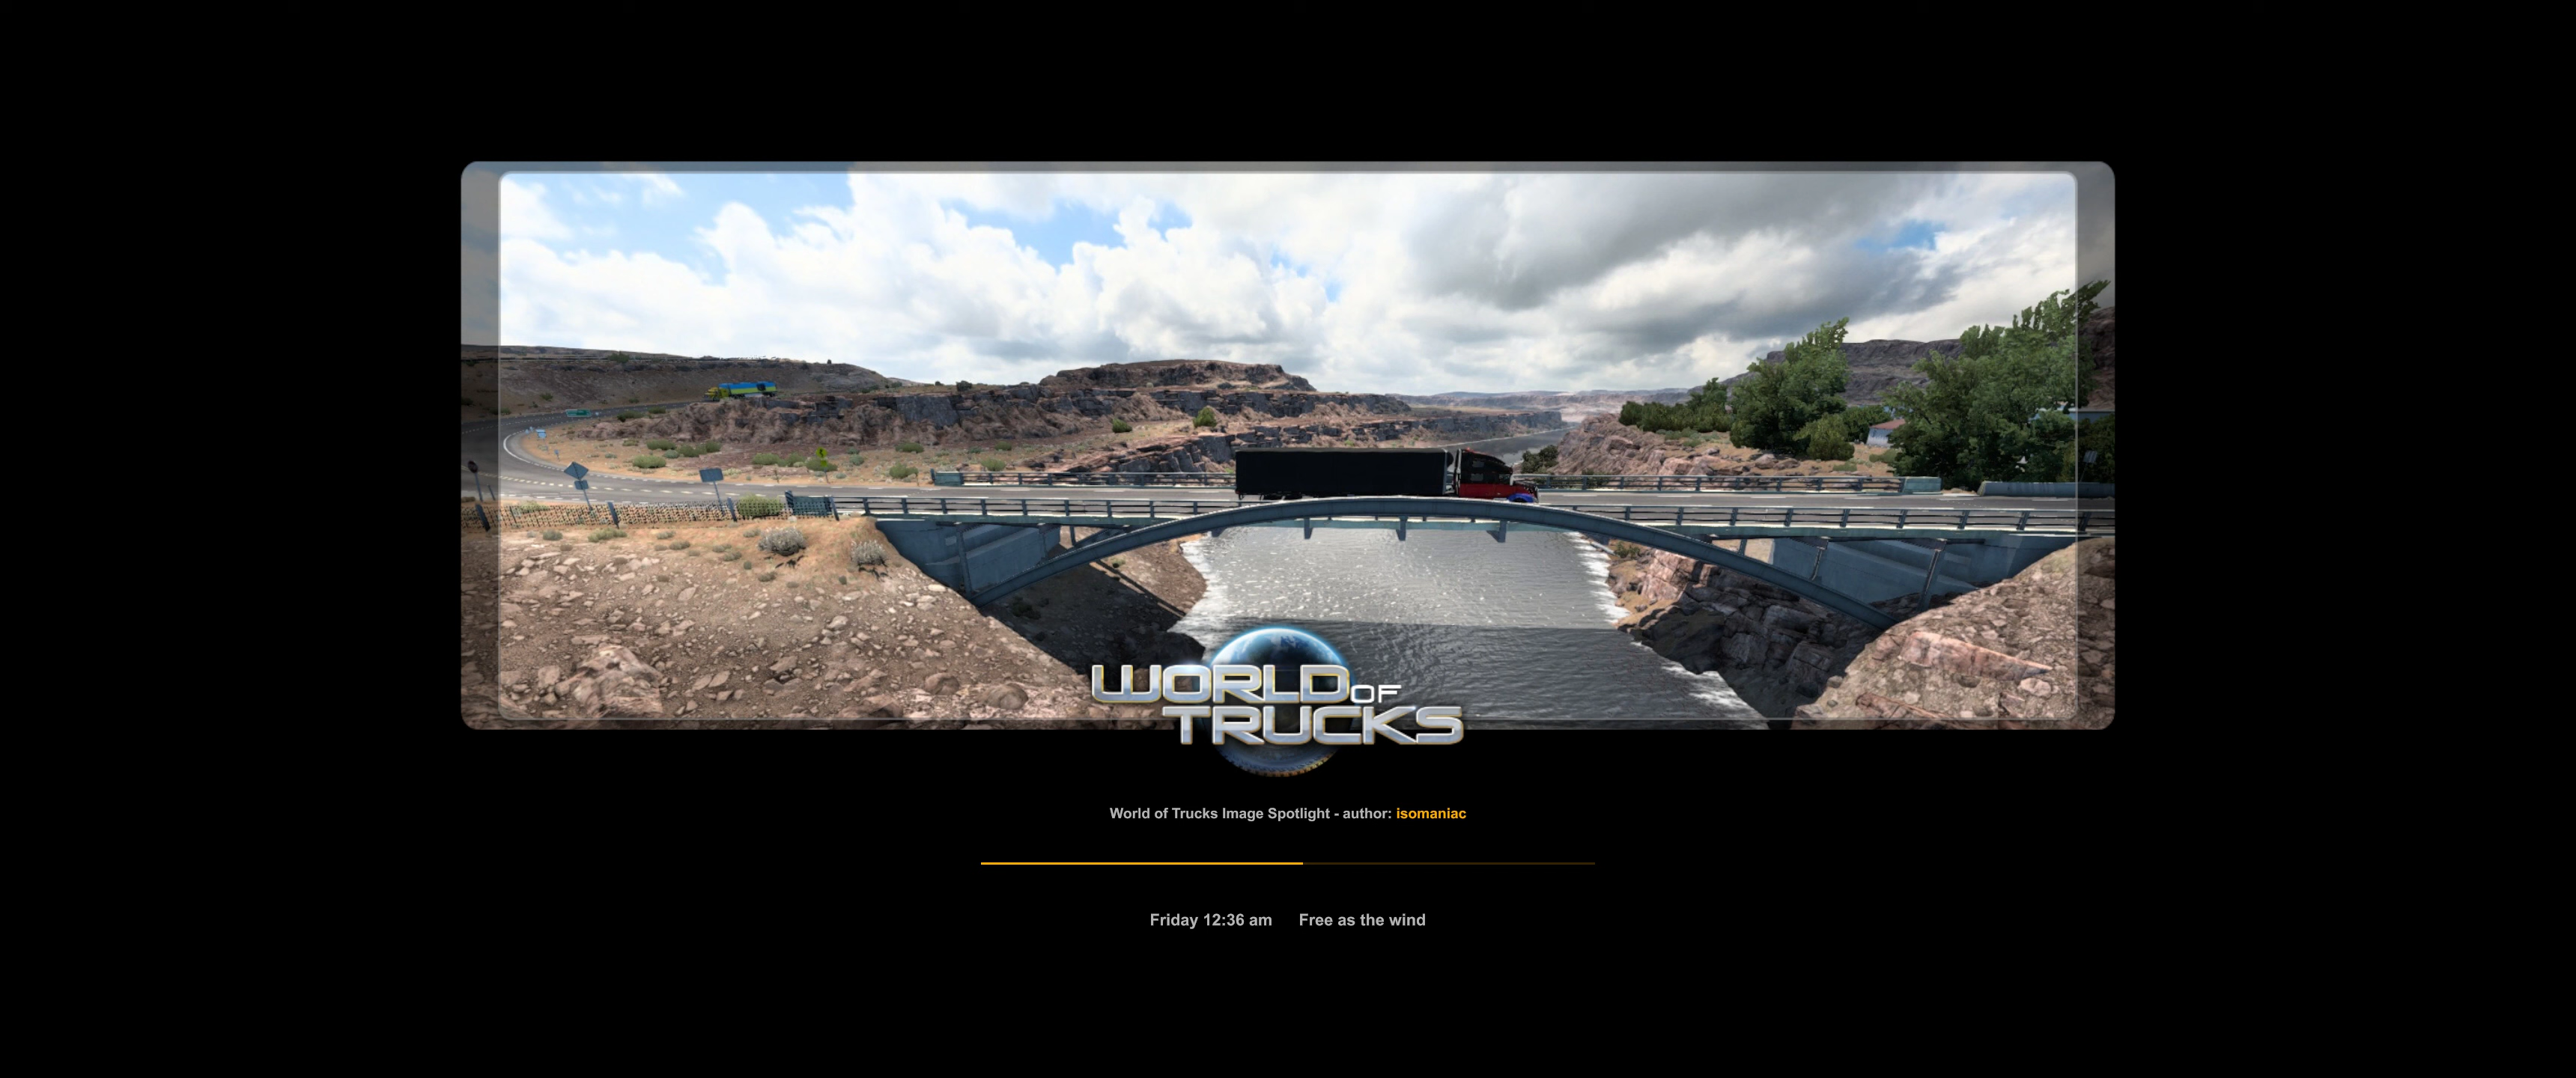 WORLD OF
TRUCKS
World of Trucks Image Spotlight - author: isomaniac
Friday 12:36 am Free as the wind